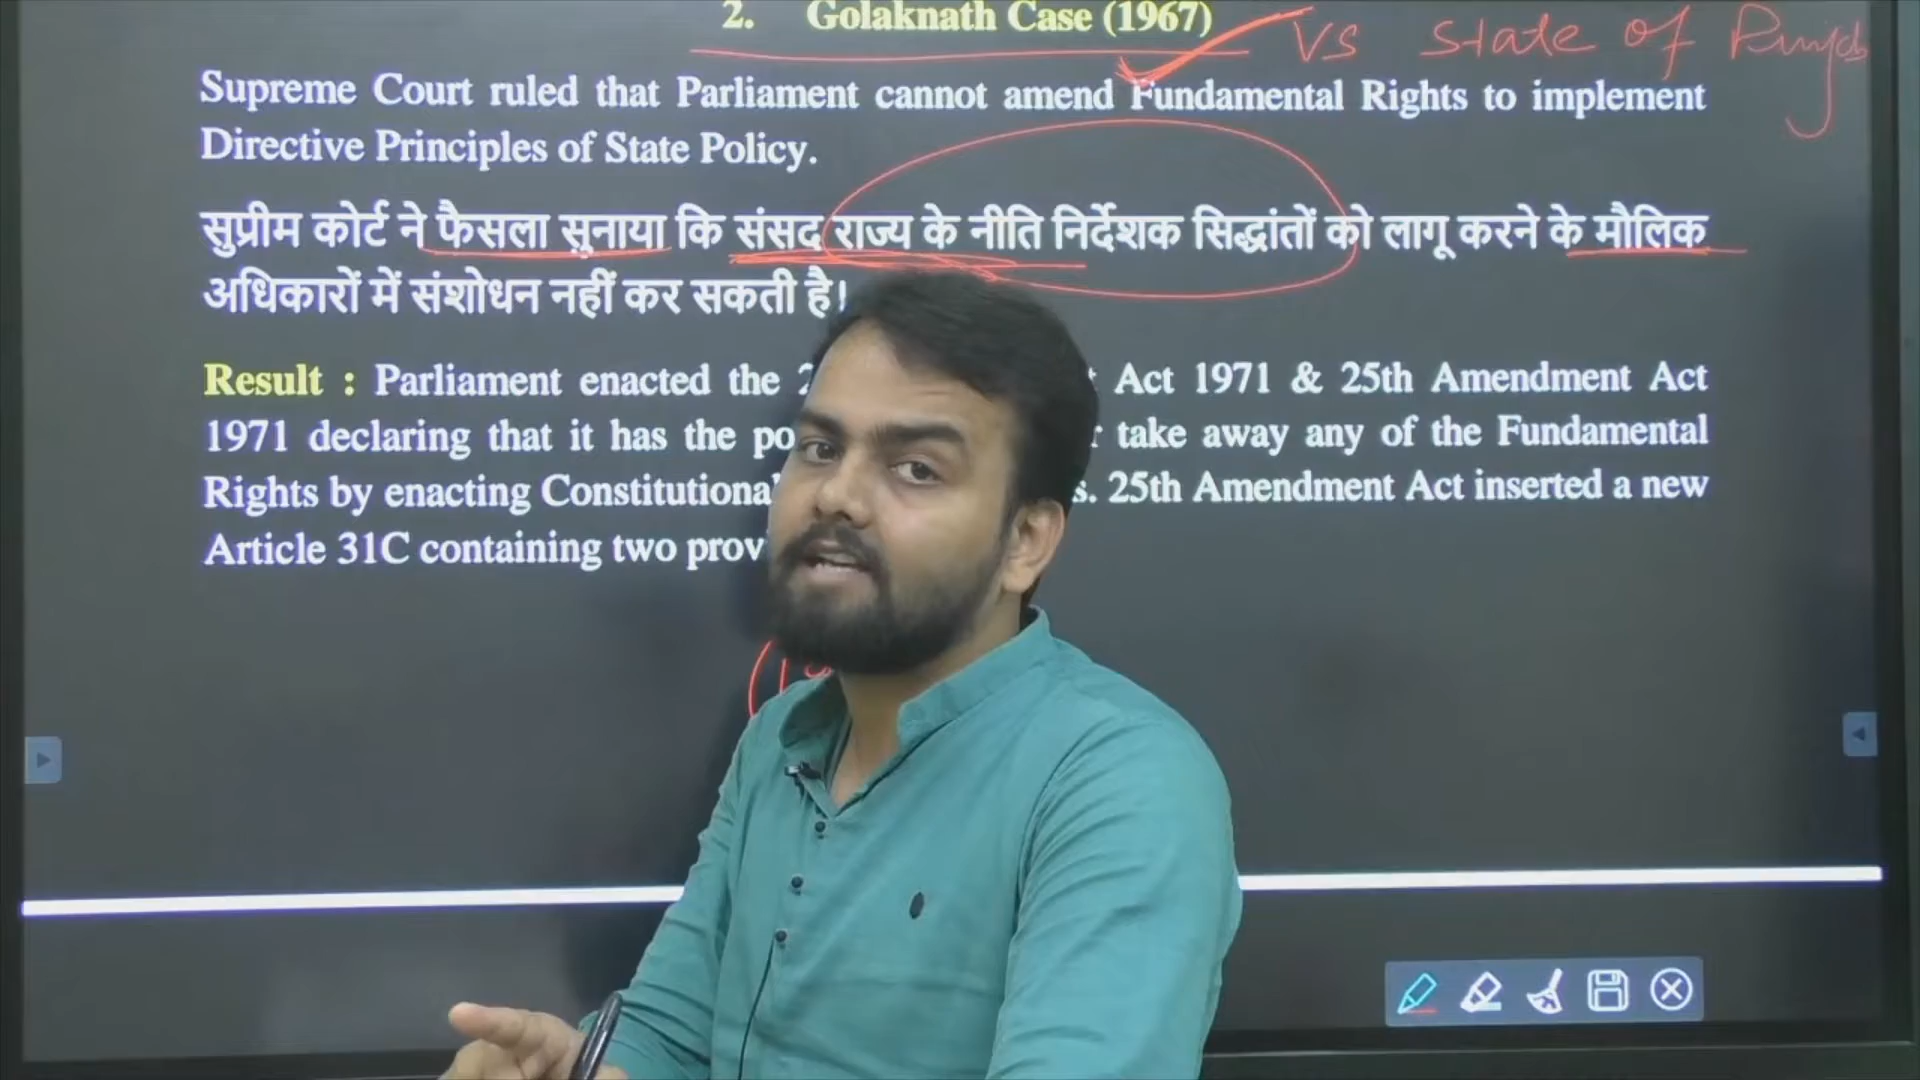 2. Golaknath Case (1967) vs state of Punjab
Supreme Court ruled that Parliament cannot amend Fundamental Rights to implement
Directive Principles of State Policy.
सुप्रीम कोर्ट ने फैसला सुनाया कि संसद राज्य के नीति निर्देशक सिद्धांतों को लागू करने के मौलिक
अधिकारों में संशोधन नहीं कर सकती है।
Result : Parliament enacted the Act 1971 & 25th Amendment Act
1971 declaring that it has the take away any of the Fundamental
Rights by enacting Constitutional 25th Amendment Act inserted a new
Article 31C containing two